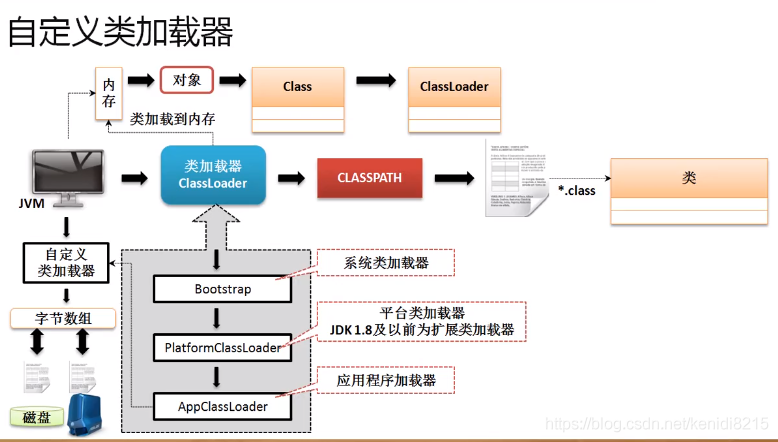 自定义类加载器
内存
对象
Class
ClassLoader
类加载到内存
JVM
类加载器
ClassLoader
CLASSPATH
*.class
类
自定义
类加载器
字节数组
磁盘
Bootstrap
系统类加载器
PlatformClassLoader
平台类加载器
JDK 1.8及以前为扩展类加载器
AppClassLoader
应用程序加载器
https://blog.csdn.net/kenidi8215